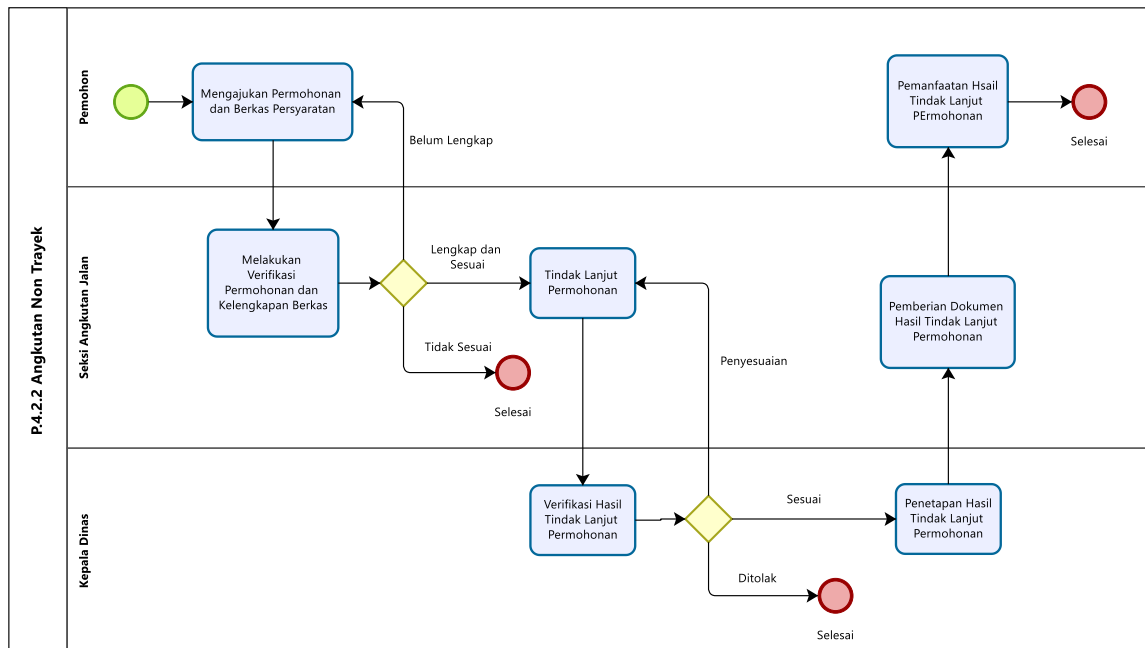 P.4.2.2 Angkutan Non Trayek
Pemohon
Mengajukan Permohonan
dan Berkas Persyaratan
Belum Lengkap
Pemanfaatan Hsail
Tindak Lanjut
PErmohonan
Selesai
Seksi Angkutan Jalan
Melakukan
Verifikasi
Permohonan dan
Kelengkapan Berkas
Lengkap dan
Sesuai
Tidak Sesuai
Selesai
Tindak Lanjut
Permohonan
Penyesuaian
Pemberian Dokumen
Hasil Tindak Lanjut
Permohonan
Kepala Dinas
Verifikasi Hasil
Tindak Lanjut
Permohonan
Sesuai
Ditolak
Selesai
Penetapan Hasil
Tindak Lanjut
Permohonan